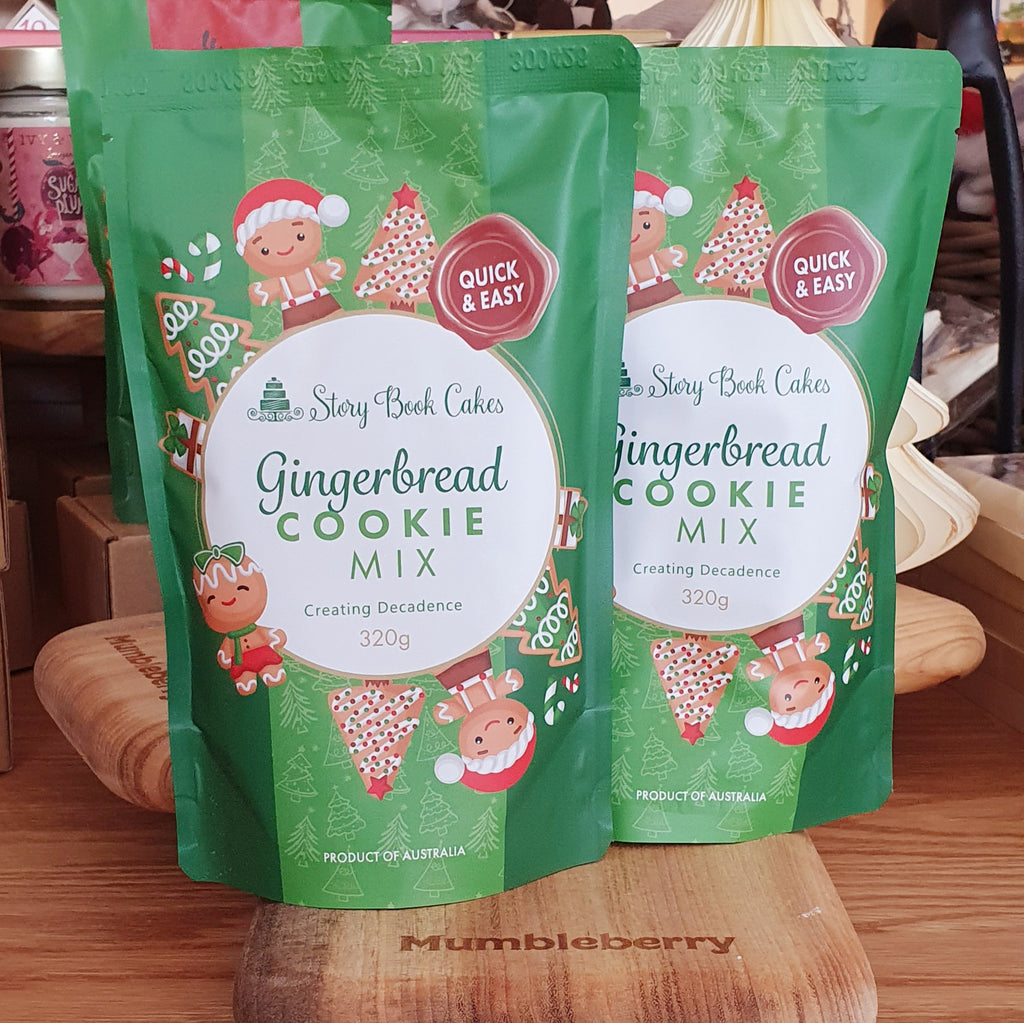 QUICK
& EASY
Story Book Cakes
Gingerbread
COOKIE
MIX
Creating Decadence
320g
PRODUCT OF AUSTRALIA
QUICK
& EASY
Story Book Cakes
Gingerbread
COOKIE
MIX
Creating Decadence
320g
PRODUCT OF AUSTRALIA
Mumbleberry
Mumbleberry